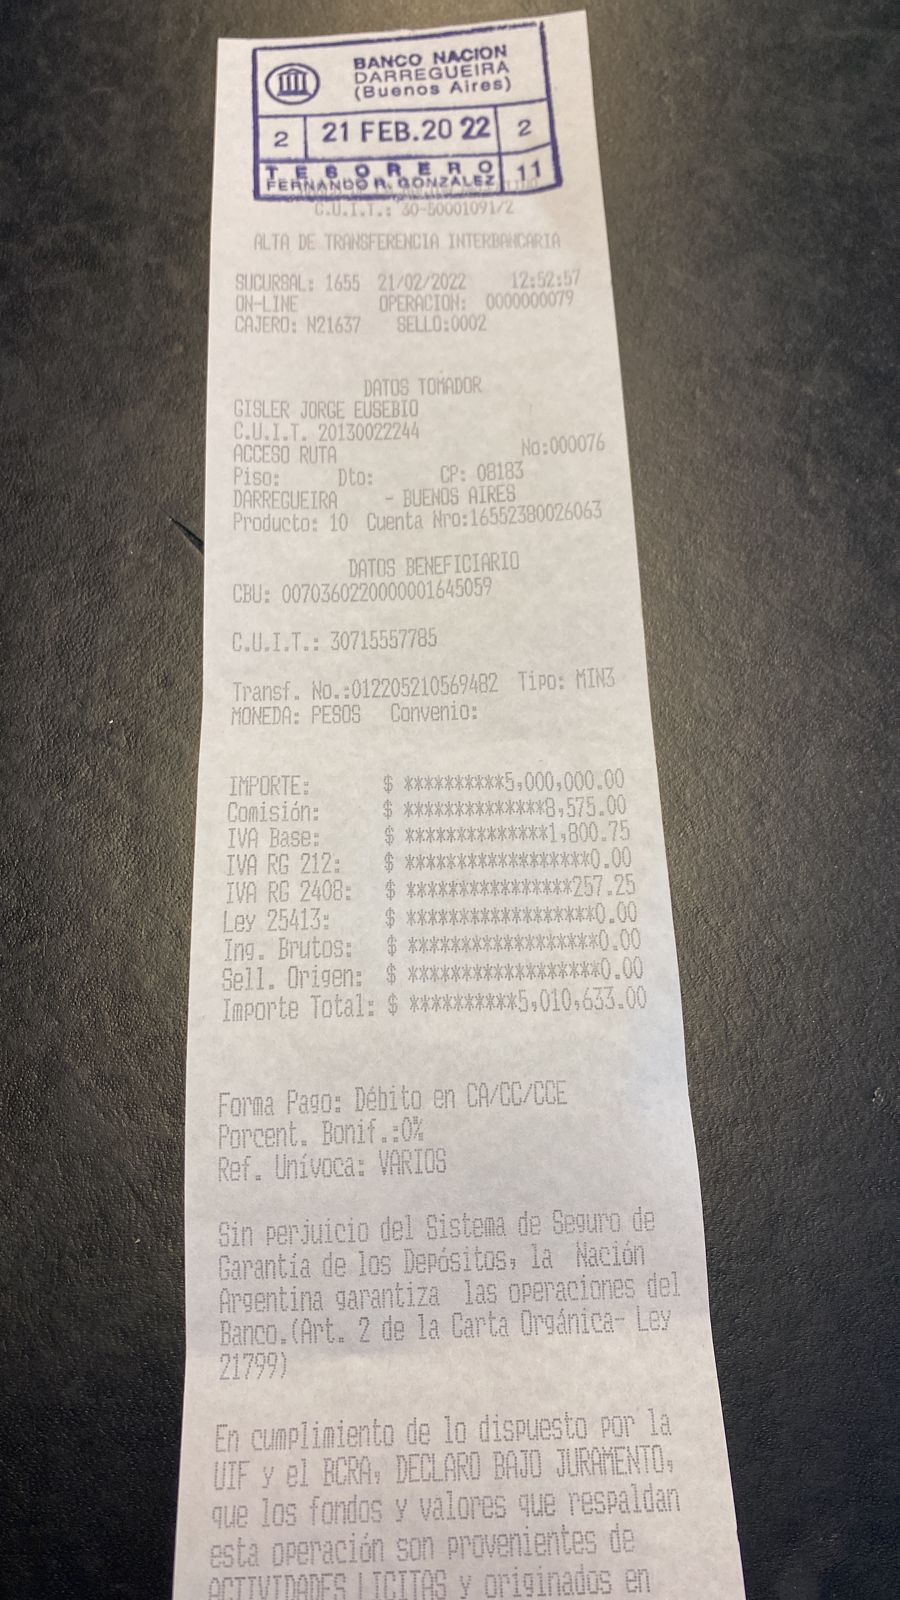 BANCO NACION
DARREGUEIRA
(Buenos Aires)
2 21 FEB.20 22 2
TESORERO 11
FERNANDO R. GONZALEZ
C.U.I.T.: 30-50001091/2
ALTA DE TRANSFERENCIA INTERBANCARIA
SUCURSAL: 1655 21/02/2022 12:52:57
ON-LINE OPERACION: 0000000079
CAJERO: N21637 SELLO:0002
DATOS TOMADOR
GISLER JORGE EUSEBIO
C.U.I.T. 20130022244
ACCESO RUTA No:000076
Piso: Dto: CP: 08183
DARREGUEIRA - BUENOS AIRES
Producto: 10 Cuenta Nro:16552380026063
DATOS BENEFICIARIO
CBU: 0070360220000001645059
C.U.I.T.: 30715557785
Transf. No.:012205210569482 Tipo: MIN3
MONEDA: PESOS Convenio:
IMPORTE: $ **********5,000,000.00
Comisión: $ **************8,575.00
IVA Base: $ **************1,800.75
IVA RG 212: $ ******************0.00
IVA RG 2408: $ ****************257.25
Ley 25413: $ ******************0.00
Ing. Brutos: $ ******************0.00
Sell. Origen: $ ******************0.00
Importe Total: $ **********5,010,633.00
Forma Pago: Débito en CA/CC/CCE
Porcent. Bonif.:0%
Ref. Unívoca: VARIOS
Sin perjuicio del Sistema de Seguro de
Garantía de los Depósitos, la Nación
Argentina garantiza las operaciones del
Banco.(Art. 2 de la Carta Orgánica- Ley
21799)
En cumplimiento de lo dispuesto por la
UIF y el BCRA, DECLARO BAJO JURAMENTO,
que los fondos y valores que respaldan
esta operación son provenientes de
ACTIVIDADES LICITAS y originados en